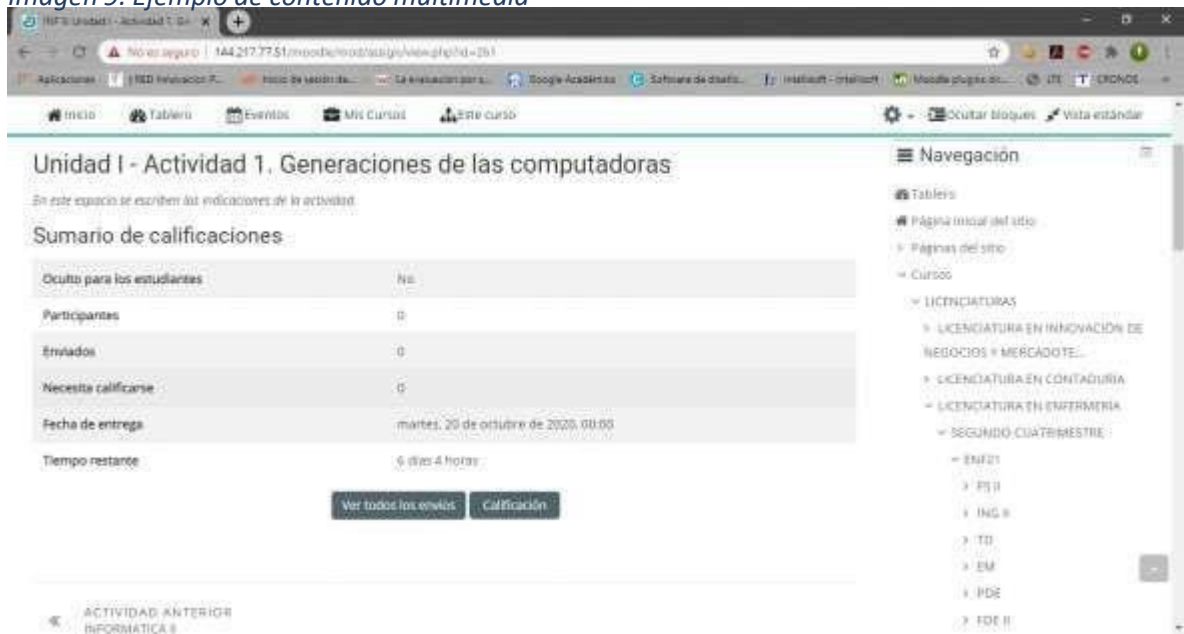 Imagen 9. Ejemplo de contenido multimedia
No es seguro | 144.217.77.51/moodle/mod/assign/view.php?id=261
Aplicaciones
Google Académico
Inicio Tablero Eventos Mis Cursos Este curso
Ocultar bloques Vista estándar
Unidad I - Actividad 1. Generaciones de las computadoras
En este espacio se escriben las indicaciones de la actividad.
Sumario de calificaciones
Oculto para los estudiantes No
Participantes 0
Enviados 0
Necesita calificarse 0
Fecha de entrega martes, 20 de octubre de 2020, 00:00
Tiempo restante 6 días 4 horas
Ver todos los envíos Calificación
ACTIVIDAD ANTERIOR
INFORMATICA II
Navegación
Tablero
Página inicial del sitio
Páginas del sitio
Cursos
LICENCIATURAS
LICENCIATURA EN INNOVACIÓN DE
NEGOCIOS Y MERCADOTE...
LICENCIATURA EN CONTADURIA
LICENCIATURA EN ENFERMERIA
SEGUNDO CUATRIMESTRE
ENF21
PS II
ING II
TD
EM
PDE
FDE II